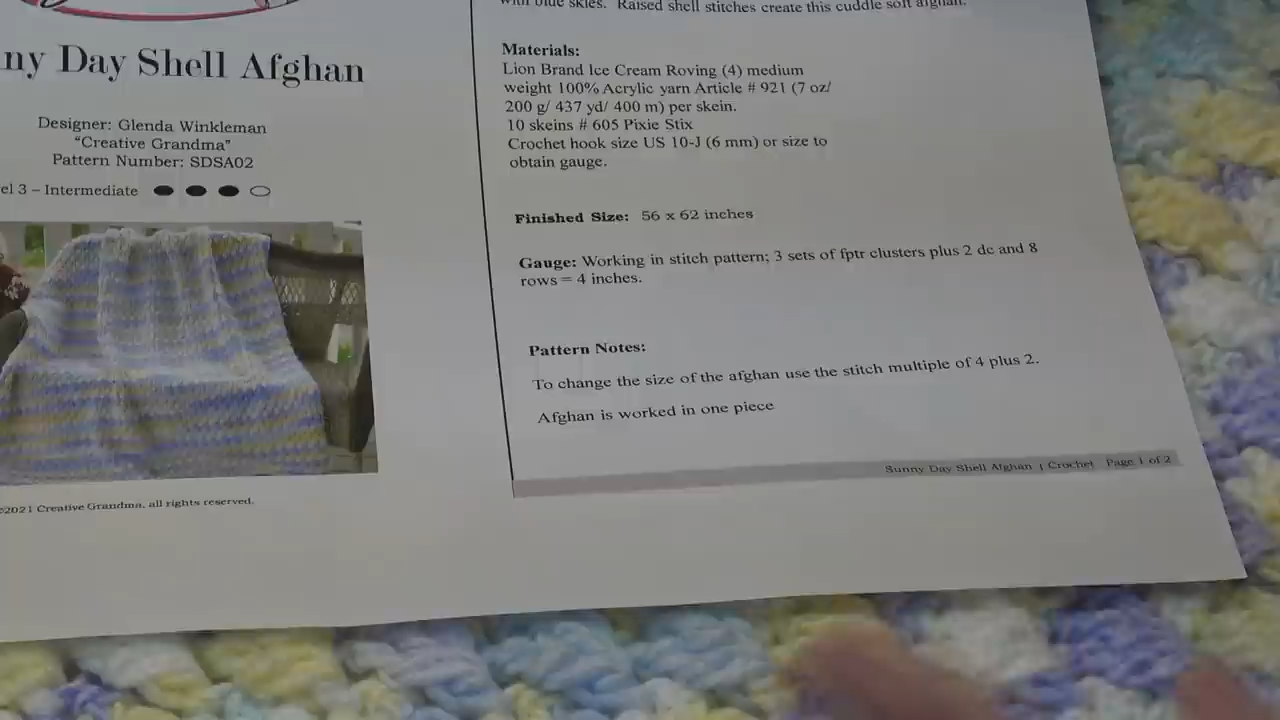 ny Day Shell Afghan
Designer: Glenda Winkleman
“Creative Grandma”
Pattern Number: SDSA02
el 3 – Intermediate
©2021 Creative Grandma, all rights reserved.
with blue skies. Raised shell stitches create this cuddle soft afghan.
Materials:
Lion Brand Ice Cream Roving (4) medium
weight 100% Acrylic yarn Article # 921 (7 oz/
200 g/ 437 yd/ 400 m) per skein.
10 skeins # 605 Pixie Stix
Crochet hook size US 10-J (6 mm) or size to
obtain gauge.
Finished Size: 56 x 62 inches
Gauge: Working in stitch pattern; 3 sets of fptr clusters plus 2 dc and 8
rows = 4 inches.
Pattern Notes:
To change the size of the afghan use the stitch multiple of 4 plus 2.
Afghan is worked in one piece
Sunny Day Shell Afghan | Crochet Page 1 of 2